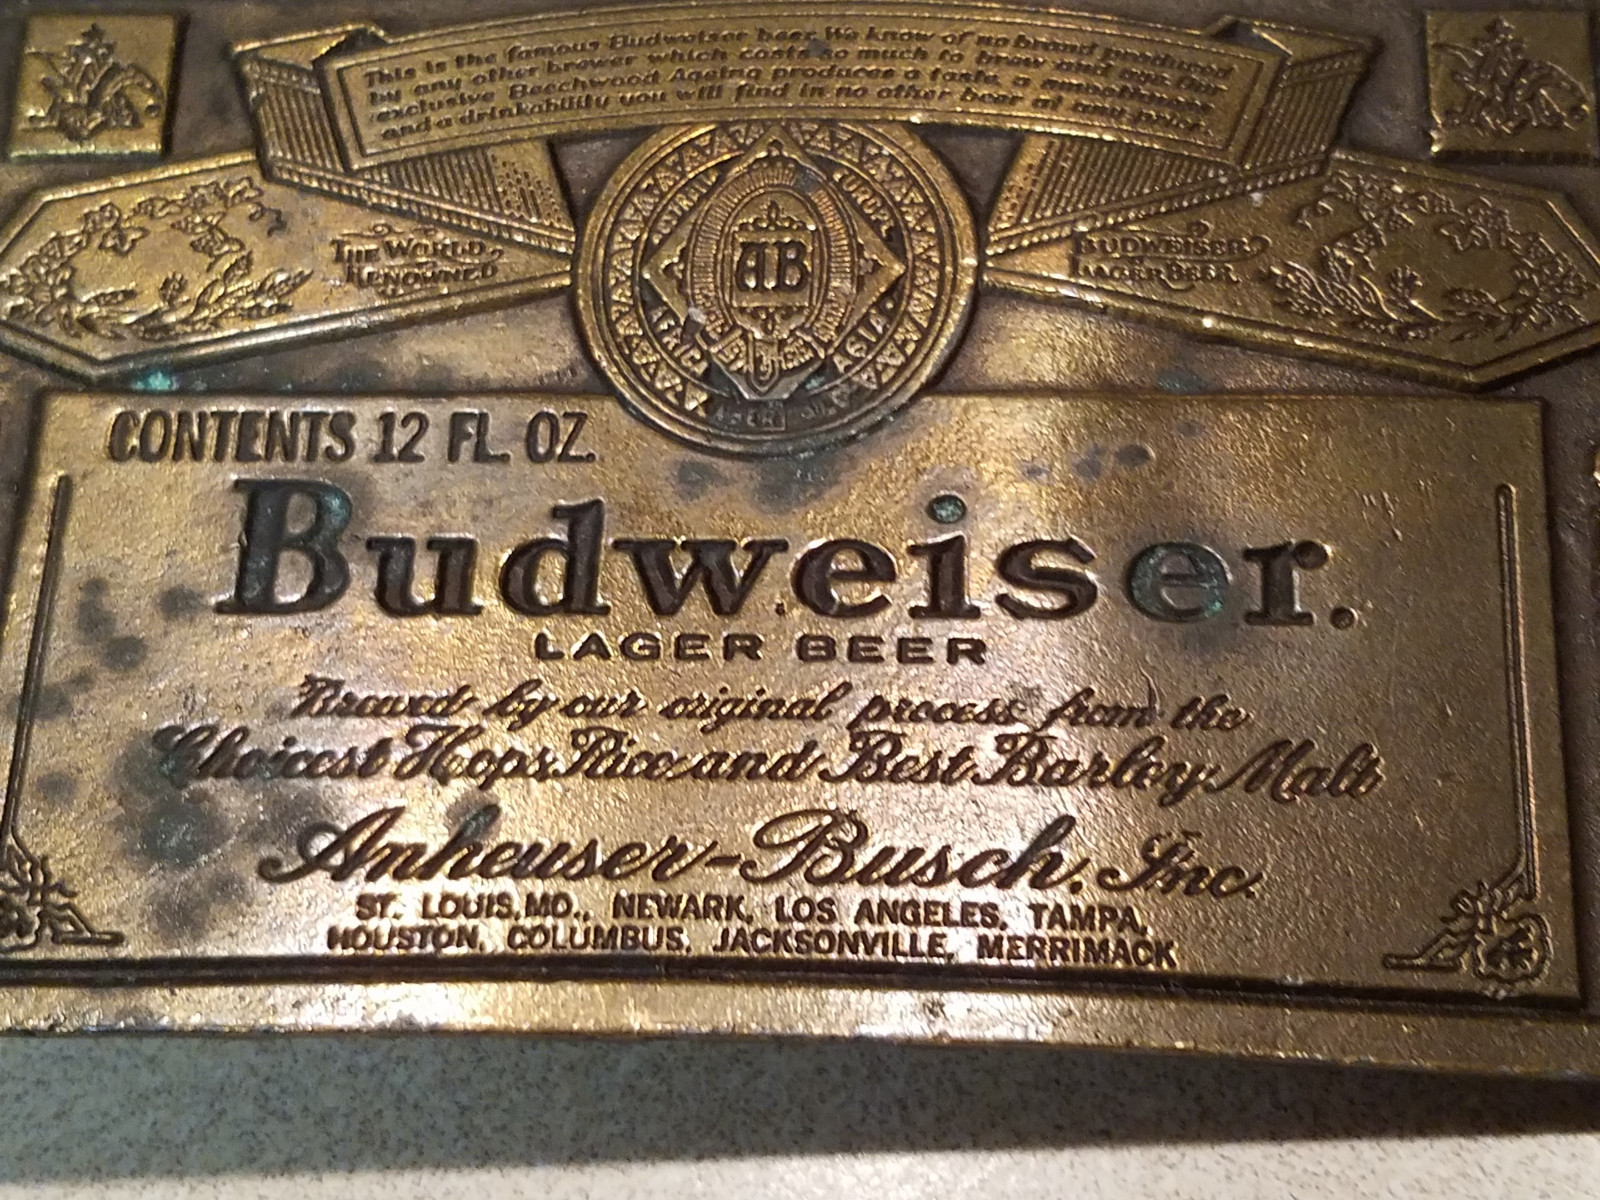 This is the famous Budweiser beer. We know of no brand produced
by any other brewer which costs so much to brew and age. Our
exclusive Beechwood Ageing produces a taste, a smoothness
and a drinkability you will find in no other beer at any price.
THE WORLD
RENOWNED
BUDWEISER
LAGER BEER
EUROPE
AB
CONTENTS 12 FL. OZ.
Budweiser.
LAGER BEER
Brewed by our original process from the
Choicest Hops, Rice and Best Barley Malt
Anheuser-Busch, Inc.
ST. LOUIS, MO., NEWARK, LOS ANGELES, TAMPA,
HOUSTON, COLUMBUS, JACKSONVILLE, MERRIMACK